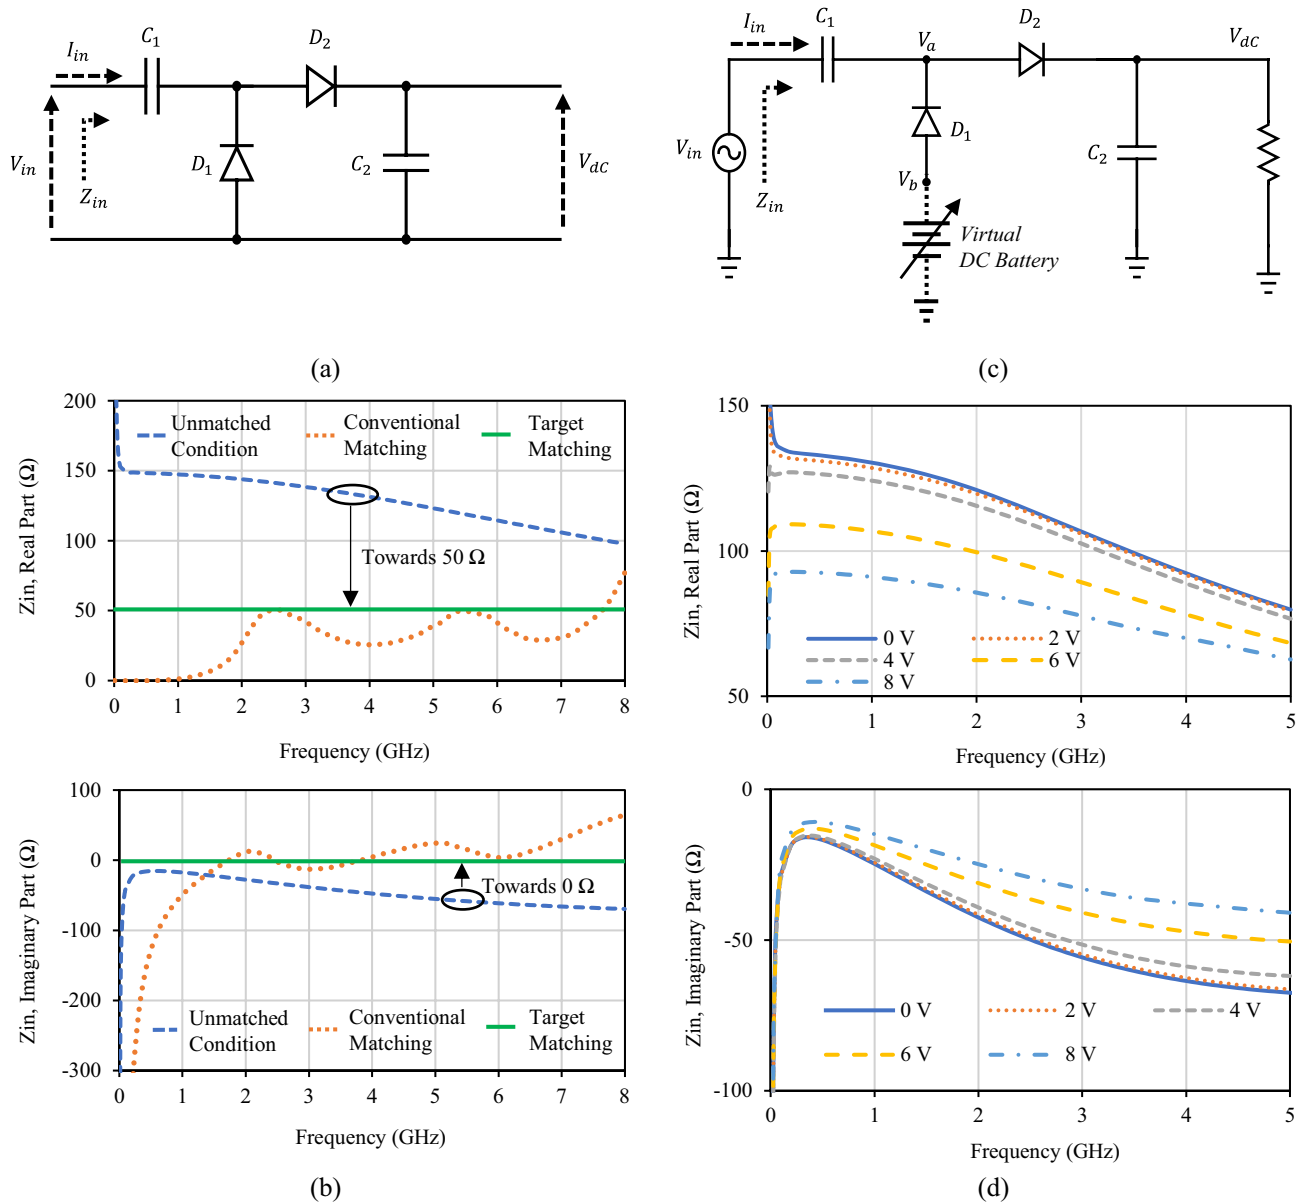 I_in
C_1
D_2
V_in
Z_in
D_1
C_2
V_dC
(a)
Zin, Real Part (Ω)
200
150
100
50
0
Unmatched
Condition
Conventional
Matching
Target
Matching
Towards 50 Ω
0 1 2 3 4 5 6 7 8
Frequency (GHz)
Zin, Imaginary Part (Ω)
100
0
-100
-200
-300
Towards 0 Ω
Unmatched
Condition
Conventional
Matching
Target
Matching
0 1 2 3 4 5 6 7 8
Frequency (GHz)
(b)
I_in
C_1
V_a
D_2
V_dC
V_in
Z_in
D_1
V_b
C_2
Virtual
DC Battery
(c)
Zin, Real Part (Ω)
150
100
50
0 V 2 V
4 V 6 V
8 V
0 1 2 3 4 5
Frequency (GHz)
Zin, Imaginary Part (Ω)
0
-50
-100
0 V 2 V 4 V
6 V 8 V
0 1 2 3 4 5
Frequency (GHz)
(d)